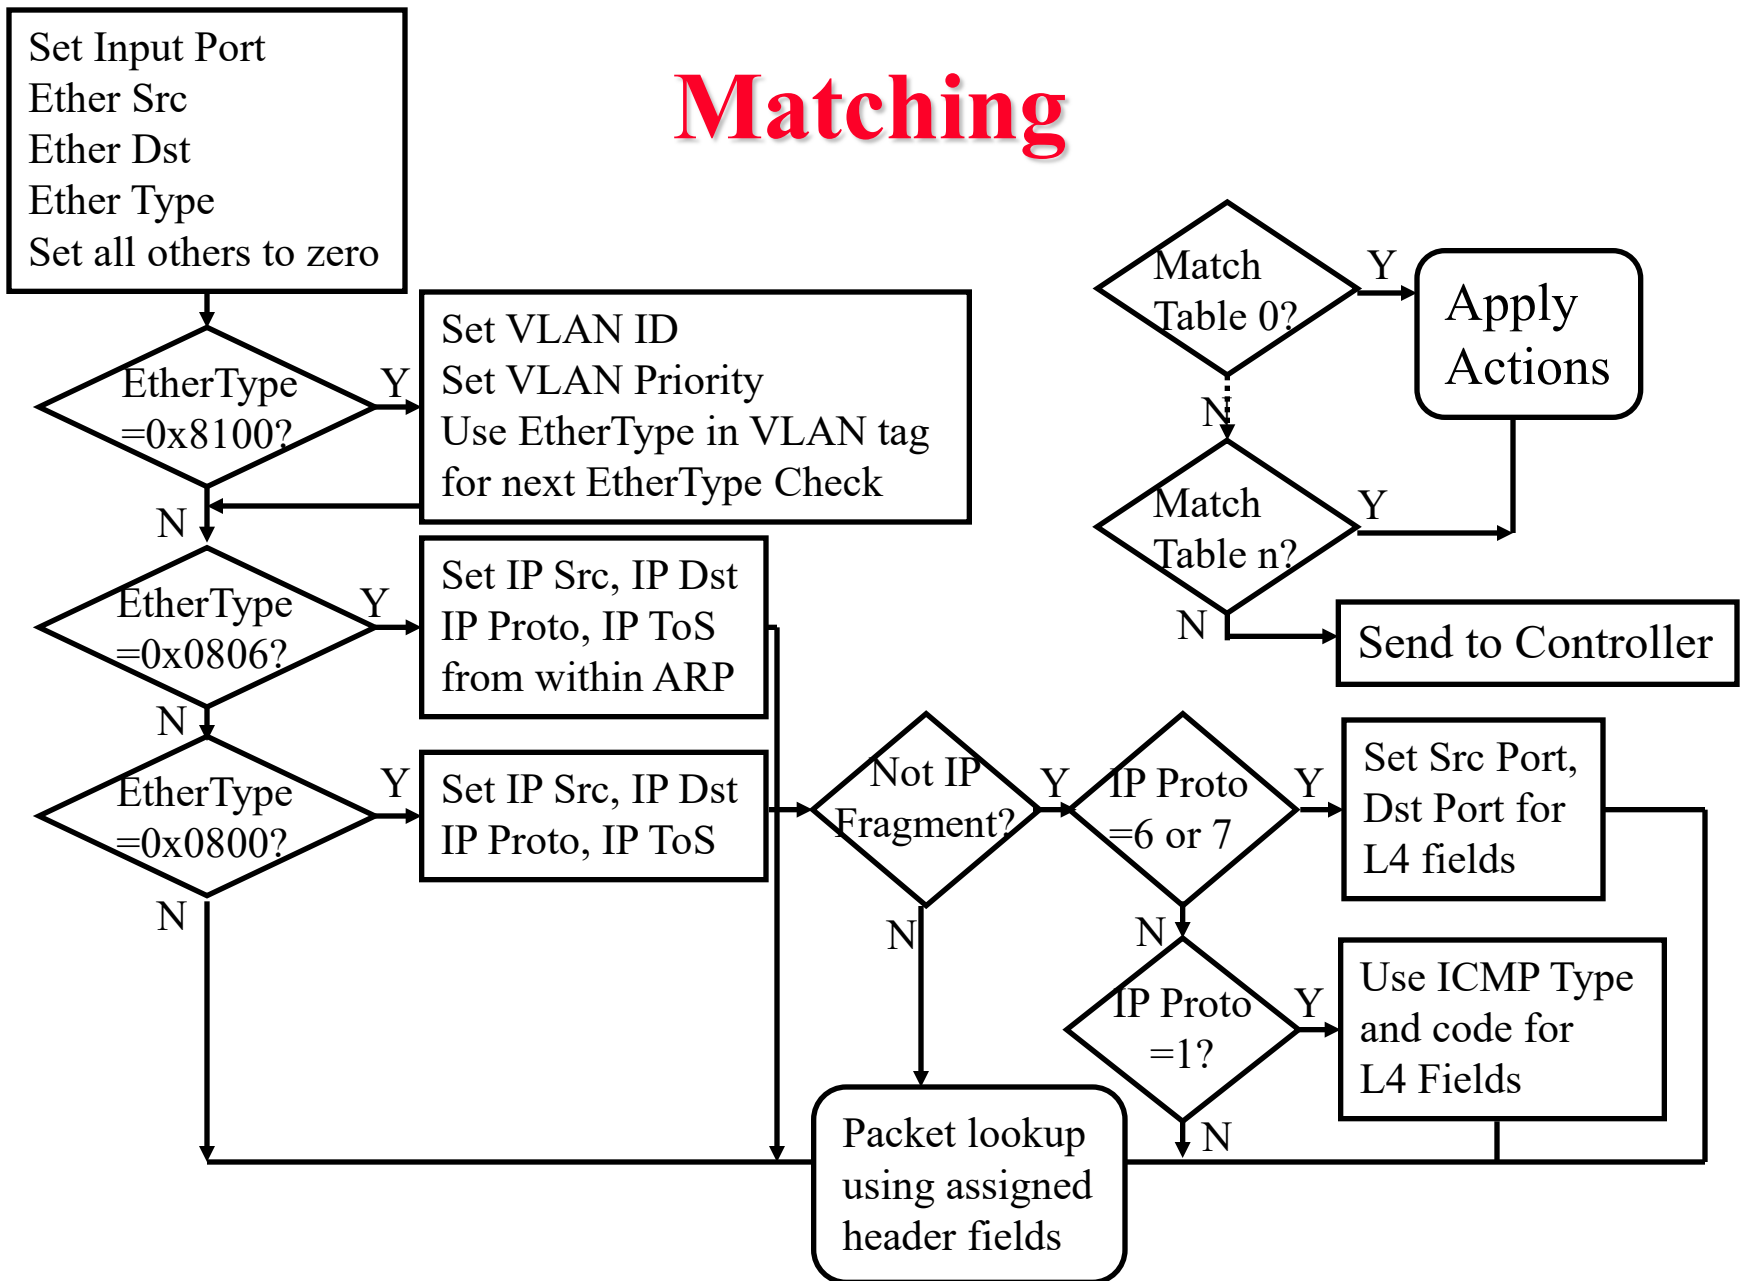 Matching
Set Input Port
Ether Src
Ether Dst
Ether Type
Set all others to zero
EtherType
=0x8100?
Y
N
Set VLAN ID
Set VLAN Priority
Use EtherType in VLAN tag
for next EtherType Check
EtherType
=0x0806?
Y
N
Set IP Src, IP Dst
IP Proto, IP ToS
from within ARP
EtherType
=0x0800?
Y
N
Set IP Src, IP Dst
IP Proto, IP ToS
Not IP
Fragment?
Y
N
IP Proto
=6 or 7
Y
N
Set Src Port,
Dst Port for
L4 fields
IP Proto
=1?
Y
N
Use ICMP Type
and code for
L4 Fields
Packet lookup
using assigned
header fields
Match
Table 0?
Y
N
Apply
Actions
Match
Table n?
Y
N
Send to Controller